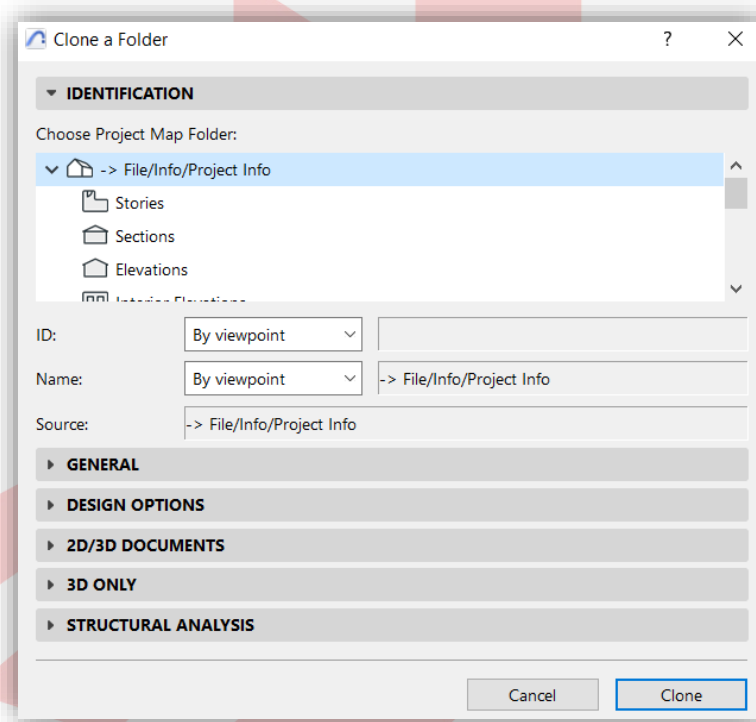 Clone a Folder ? ×
IDENTIFICATION
Choose Project Map Folder:
-> File/Info/Project Info
Stories
Sections
Elevations
Interior Elevations
ID: By viewpoint
Name: By viewpoint -> File/Info/Project Info
Source: -> File/Info/Project Info
GENERAL
DESIGN OPTIONS
2D/3D DOCUMENTS
3D ONLY
STRUCTURAL ANALYSIS
Cancel Clone